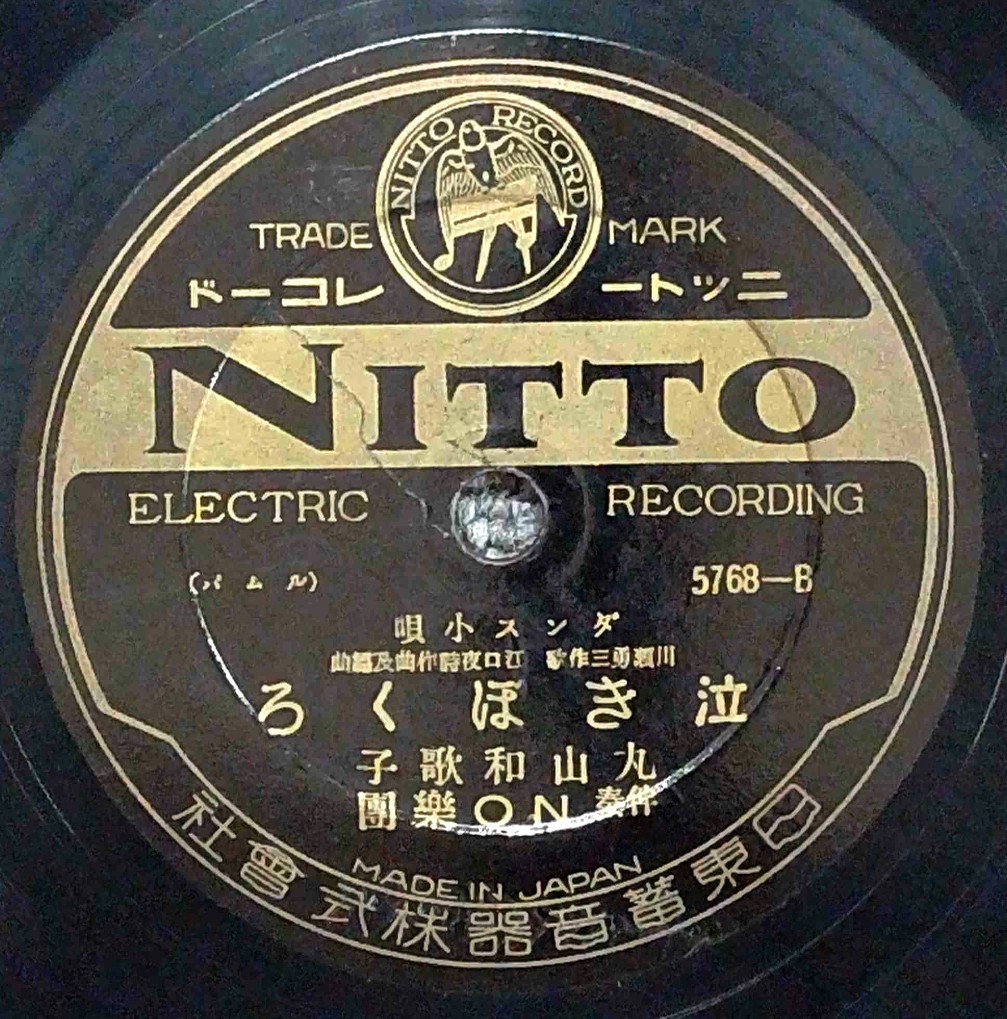 NITTO RECORD
TRADE MARK
ニットー レコード
NITTO
ELECTRIC RECORDING
5768—B (ルムバ)
ダンス小唄
川瀬勇三作歌 江口夜詩作曲及編曲
泣きぼくろ
丸山和歌子
伴奏 NO樂團
MADE IN JAPAN
日東蓄音器株式會社